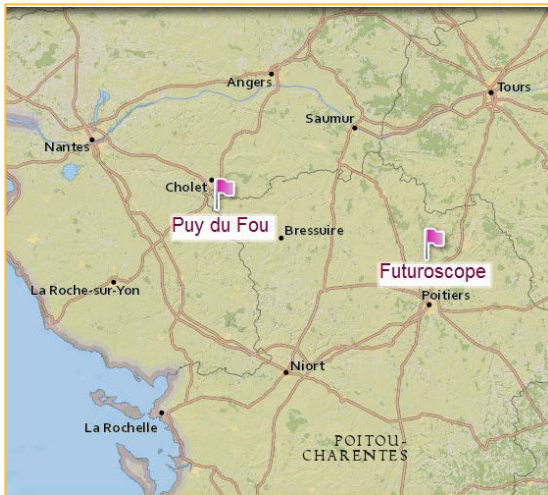 Angers
Tours
Saumur
Nantes
Cholet
Puy du Fou
Bressuire
Futuroscope
La Roche-sur-Yon
Poitiers
Niort
La Rochelle
POITOU-
CHARENTES